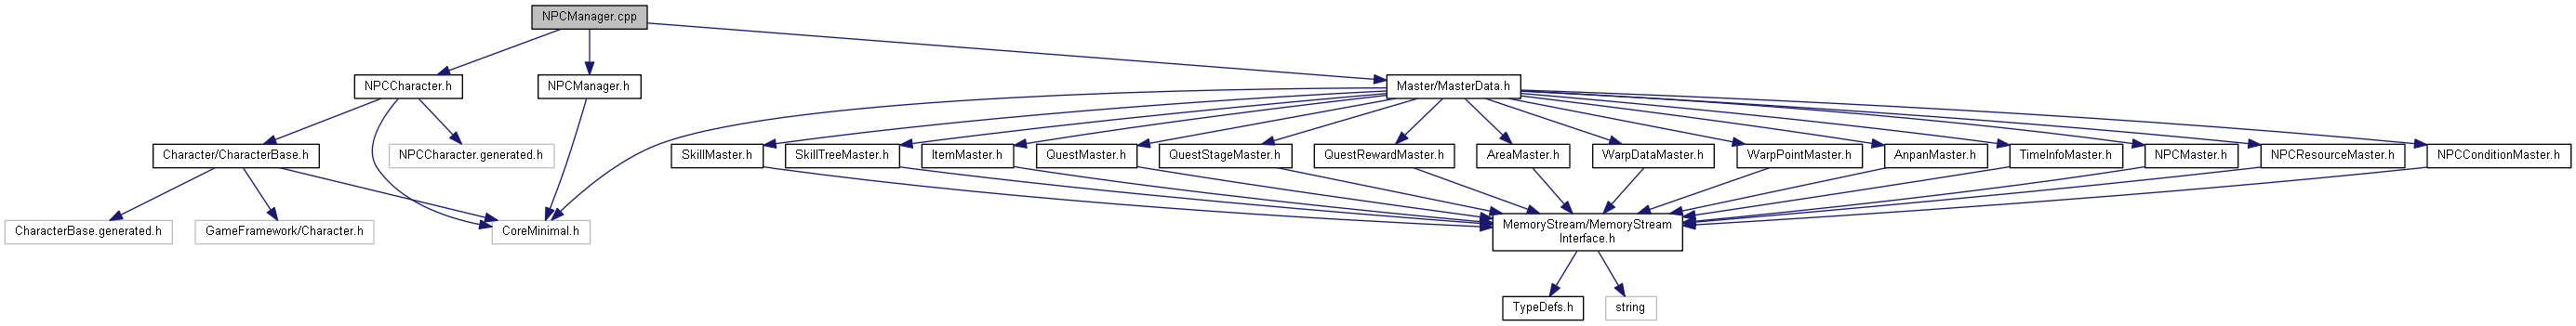 NPCManager.cpp
NPCCharacter.h
NPCManager.h
Master/MasterData.h
Character/CharacterBase.h
NPCCharacter.generated.h
SkillMaster.h
SkillTreeMaster.h
ItemMaster.h
QuestMaster.h
QuestStageMaster.h
QuestRewardMaster.h
AreaMaster.h
WarpDataMaster.h
WarpPointMaster.h
AnpanMaster.h
TimeInfoMaster.h
NPCMaster.h
NPCResourceMaster.h
NPCConditionMaster.h
CharacterBase.generated.h
GameFramework/Character.h
CoreMinimal.h
MemoryStream/MemoryStream
Interface.h
TypeDefs.h
string